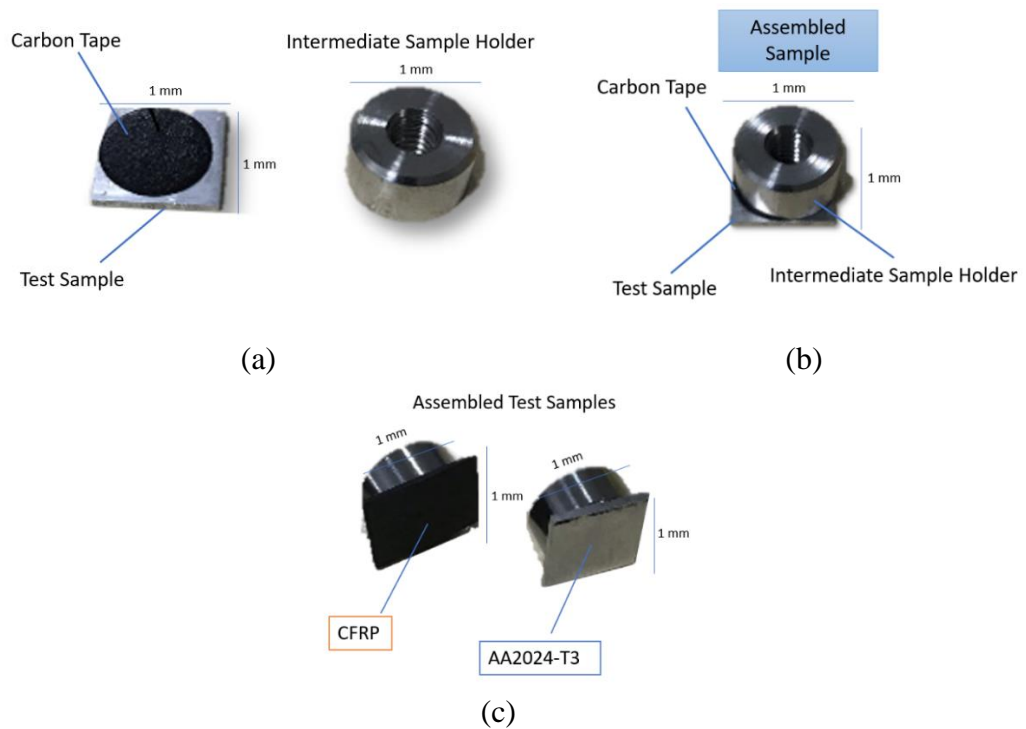 Carbon Tape
1 mm
1 mm
Test Sample
Intermediate Sample Holder
1 mm
(a)
Assembled
Sample
Carbon Tape
1 mm
1 mm
Test Sample
Intermediate Sample Holder
(b)
Assembled Test Samples
1 mm
1 mm
CFRP
1 mm
1 mm
AA2024-T3
(c)